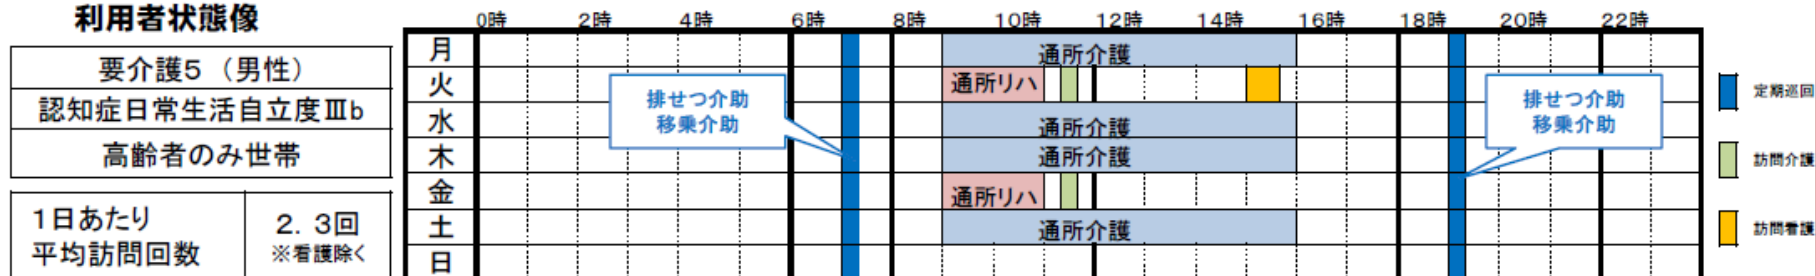 利用者状態像
要介護5 （男性）
認知症日常生活自立度Ⅲb
高齢者のみ世帯
1日あたり
平均訪問回数
2. 3回
※看護除く
0時 2時 4時 6時 8時 10時 12時 14時 16時 18時 20時 22時
月 通所介護
火 通所リハ
水 通所介護
木 通所介護
金 通所リハ
土 通所介護
日
排せつ介助
移乗介助
排せつ介助
移乗介助
定期巡回
訪問介護
訪問看護